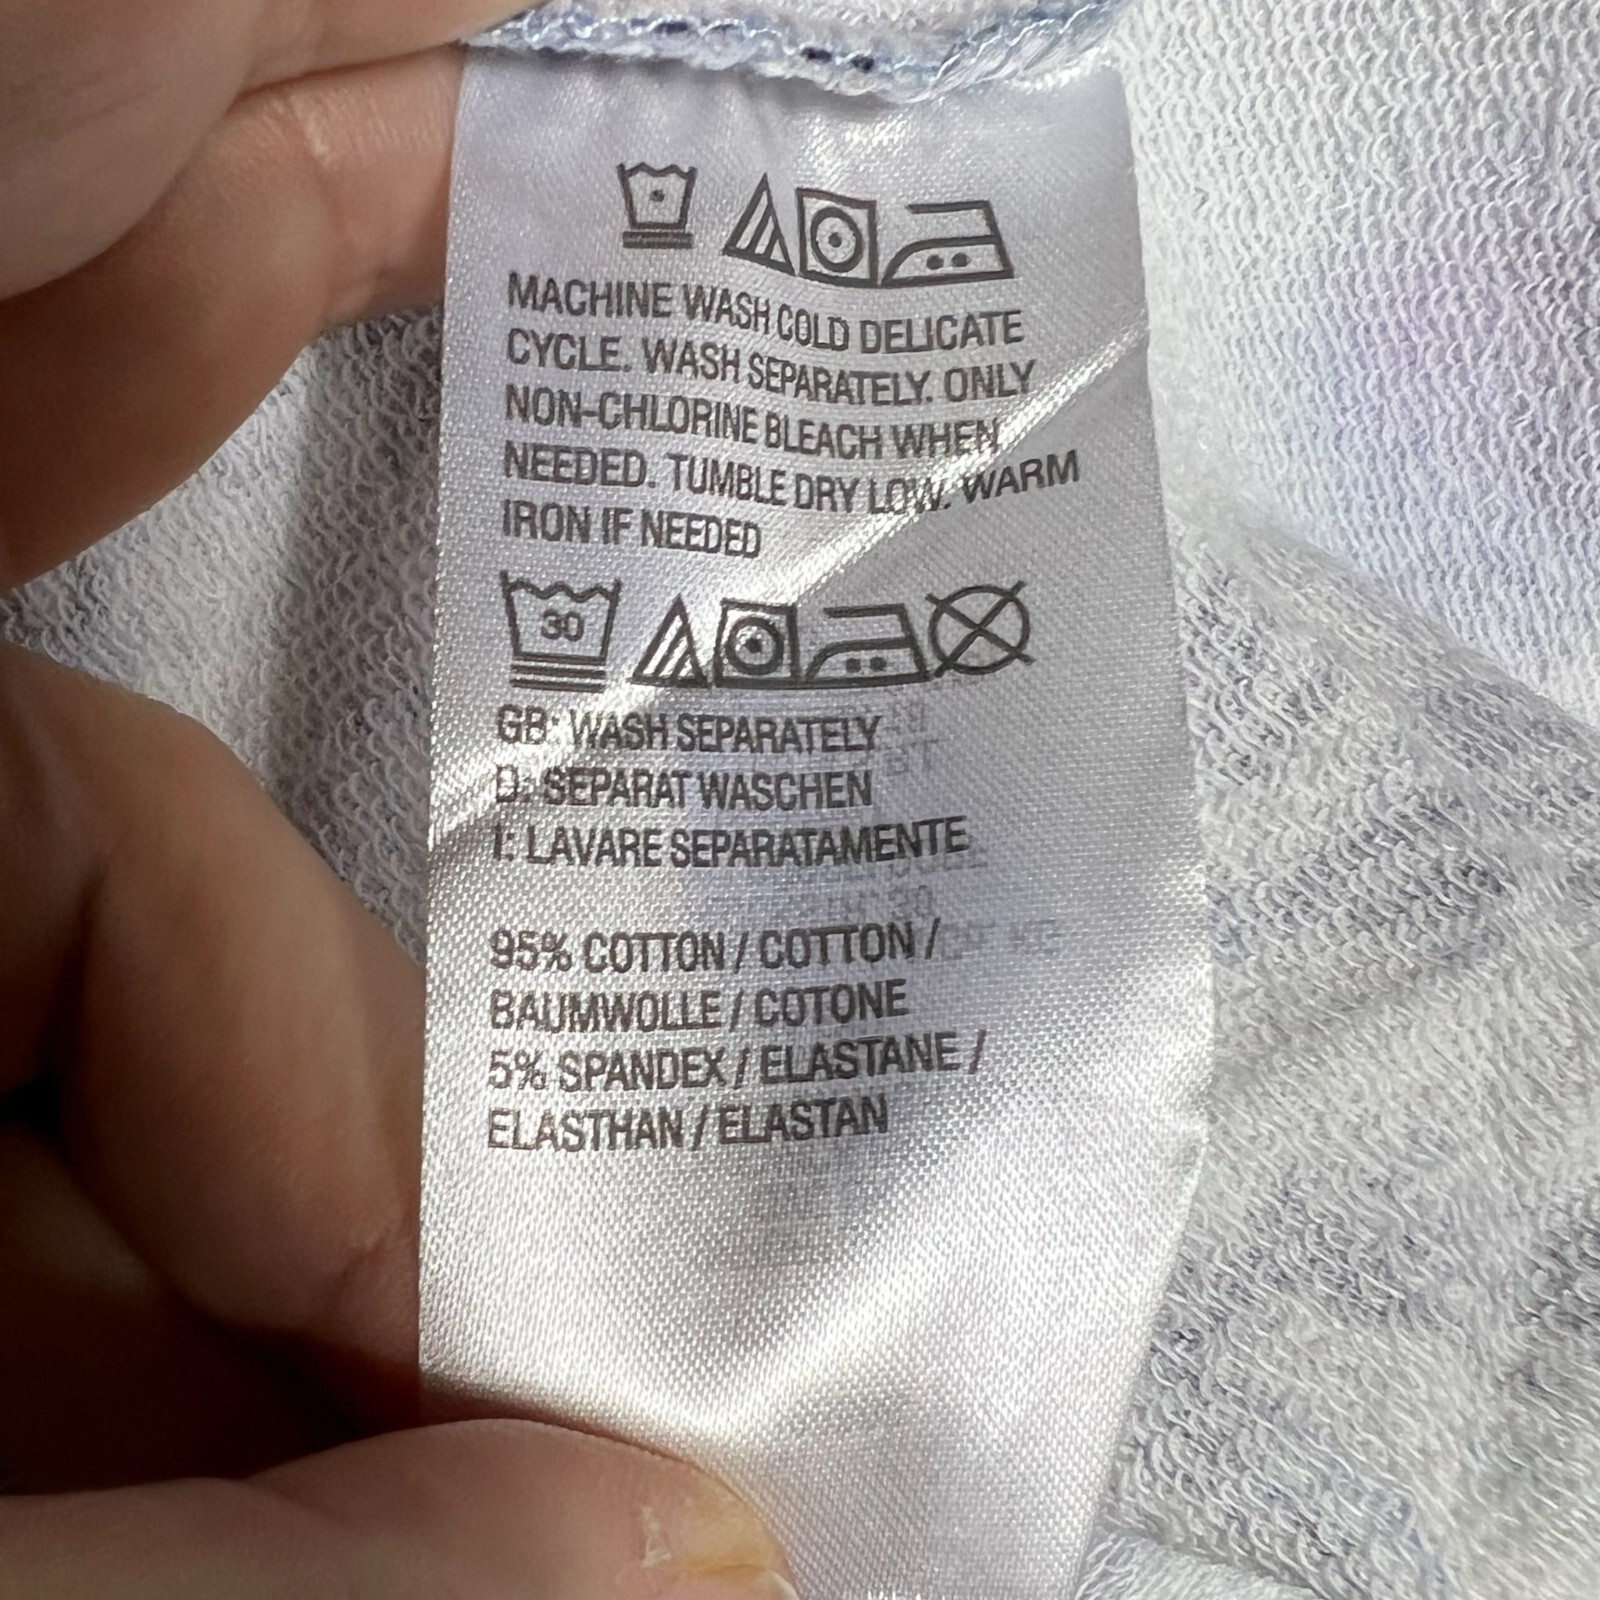 MACHINE WASH COLD DELICATE
CYCLE. WASH SEPARATELY. ONLY
NON-CHLORINE BLEACH WHEN
NEEDED. TUMBLE DRY LOW. WARM
IRON IF NEEDED
30
GB: WASH SEPARATELY
D: SEPARAT WASCHEN
I: LAVARE SEPARATAMENTE
95% COTTON / COTTON /
BAUMWOLLE / COTONE
5% SPANDEX / ELASTANE /
ELASTHAN / ELASTAN